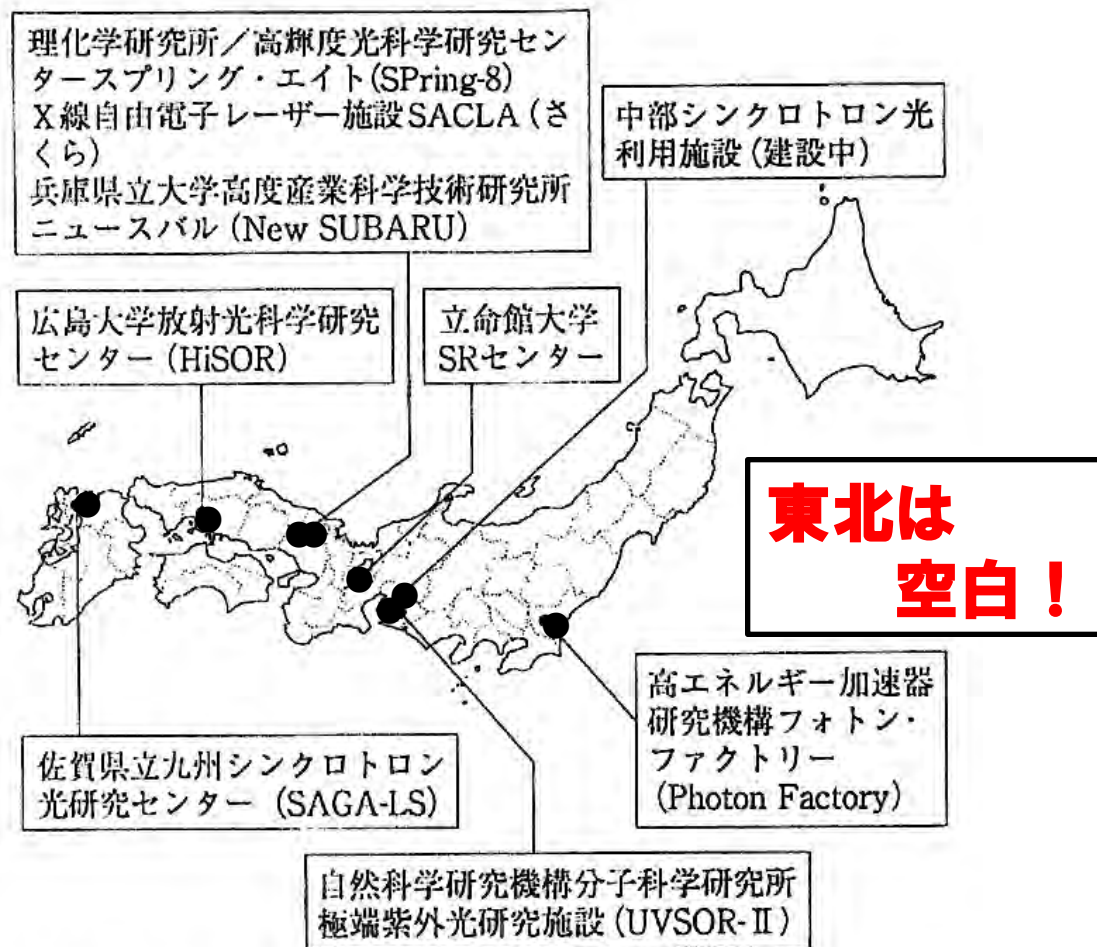 理化学研究所／高輝度光科学研究セン
タースプリング・エイト(SPring-8)
X線自由電子レーザー施設SACLA（さ
くら）
兵庫県立大学高度産業科学技術研究所
ニュースバル (New SUBARU)
中部シンクロトロン光
利用施設 (建設中)
広島大学放射光科学研究
センター (HiSOR)
立命館大学
SRセンター
東北は
空白！
高エネルギー加速器
研究機構フォトン・
ファクトリー
(Photon Factory)
佐賀県立九州シンクロトロン
光研究センター (SAGA-LS)
自然科学研究機構分子科学研究所
極端紫外光研究施設 (UVSOR-Ⅱ)